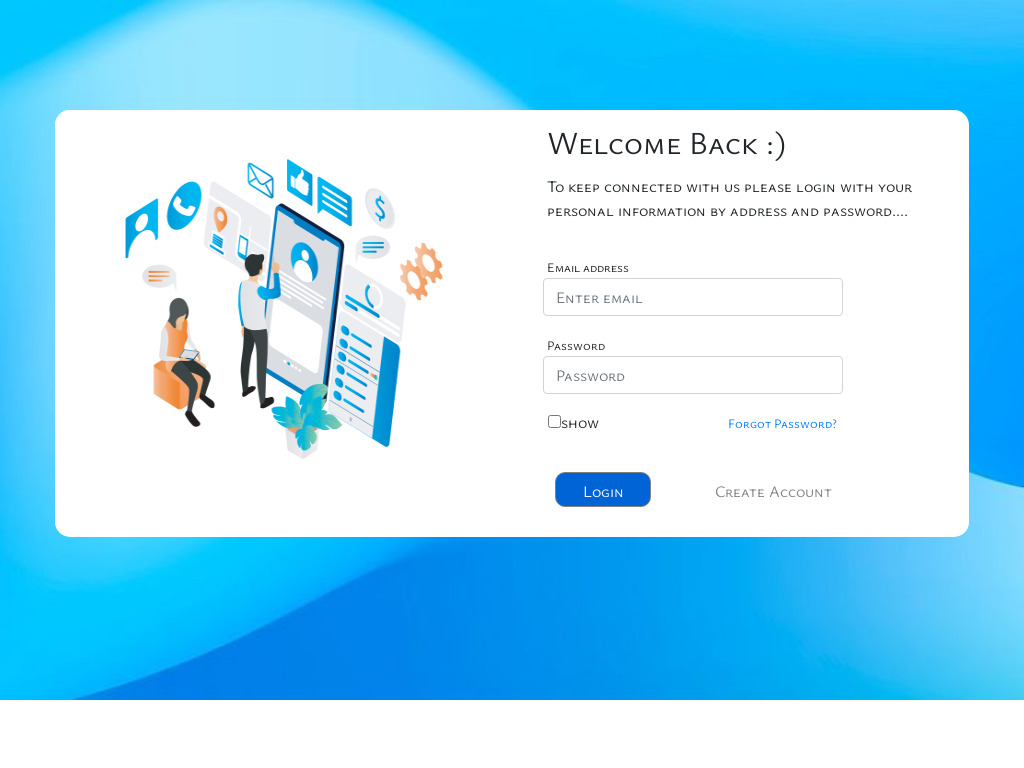 Welcome Back :)
To keep connected with us please login with your
personal information by address and password....
Email address
Enter email
Password
Password
show
Forgot Password?
Login
Create Account